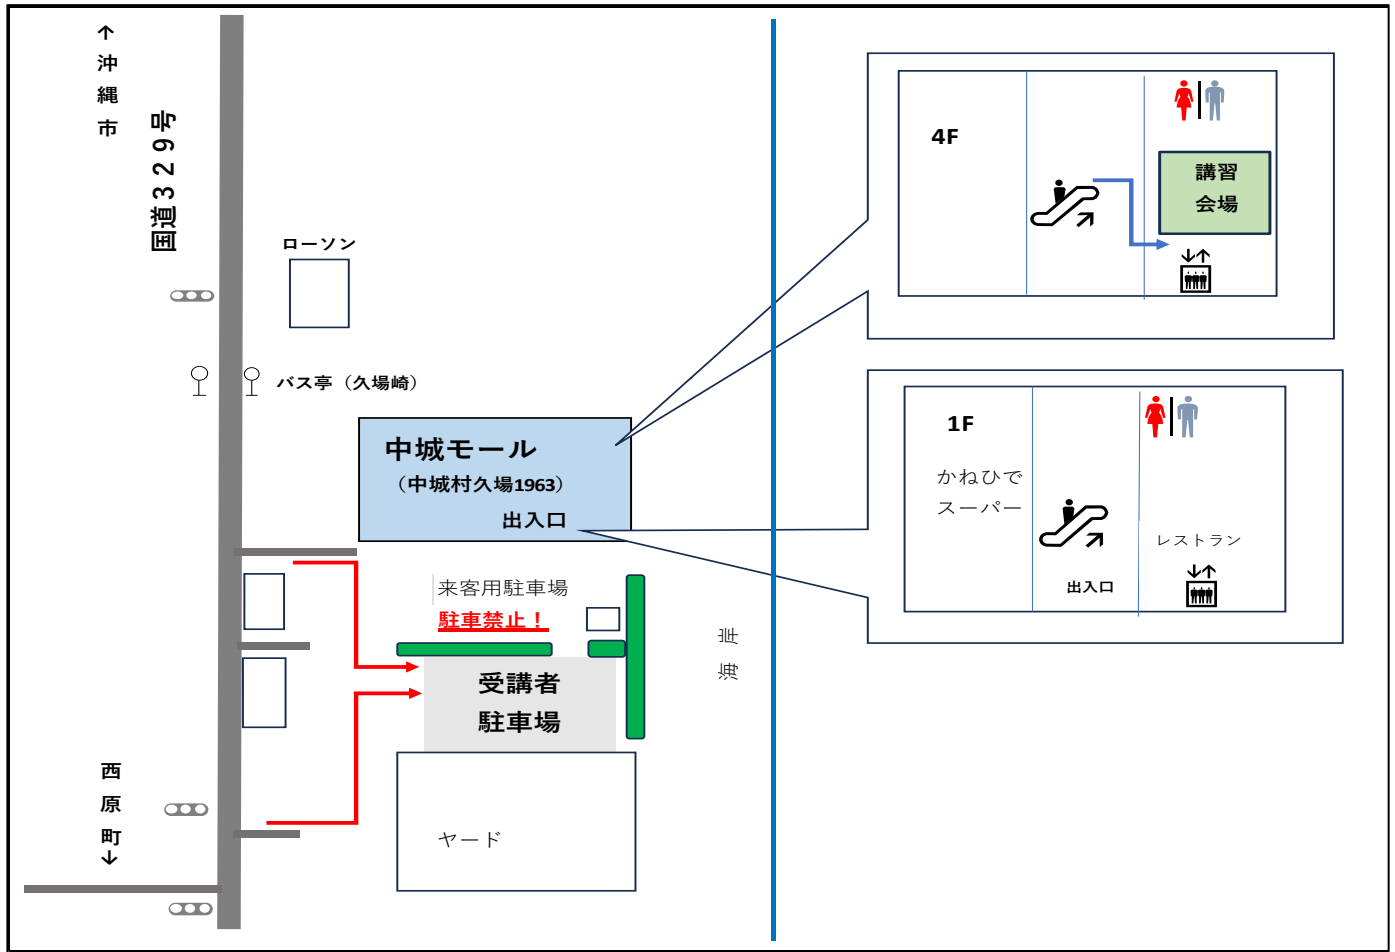 ↑沖縄市
国道３２９号
ローソン
バス亭（久場崎）
中城モール
（中城村久場1963）
出入口
来客用駐車場
駐車禁止！
受講者
駐車場
ヤード
西原町↓
海岸
4F
講習
会場
↓↑
1F
かねひで
スーパー
レストラン
出入口
↓↑